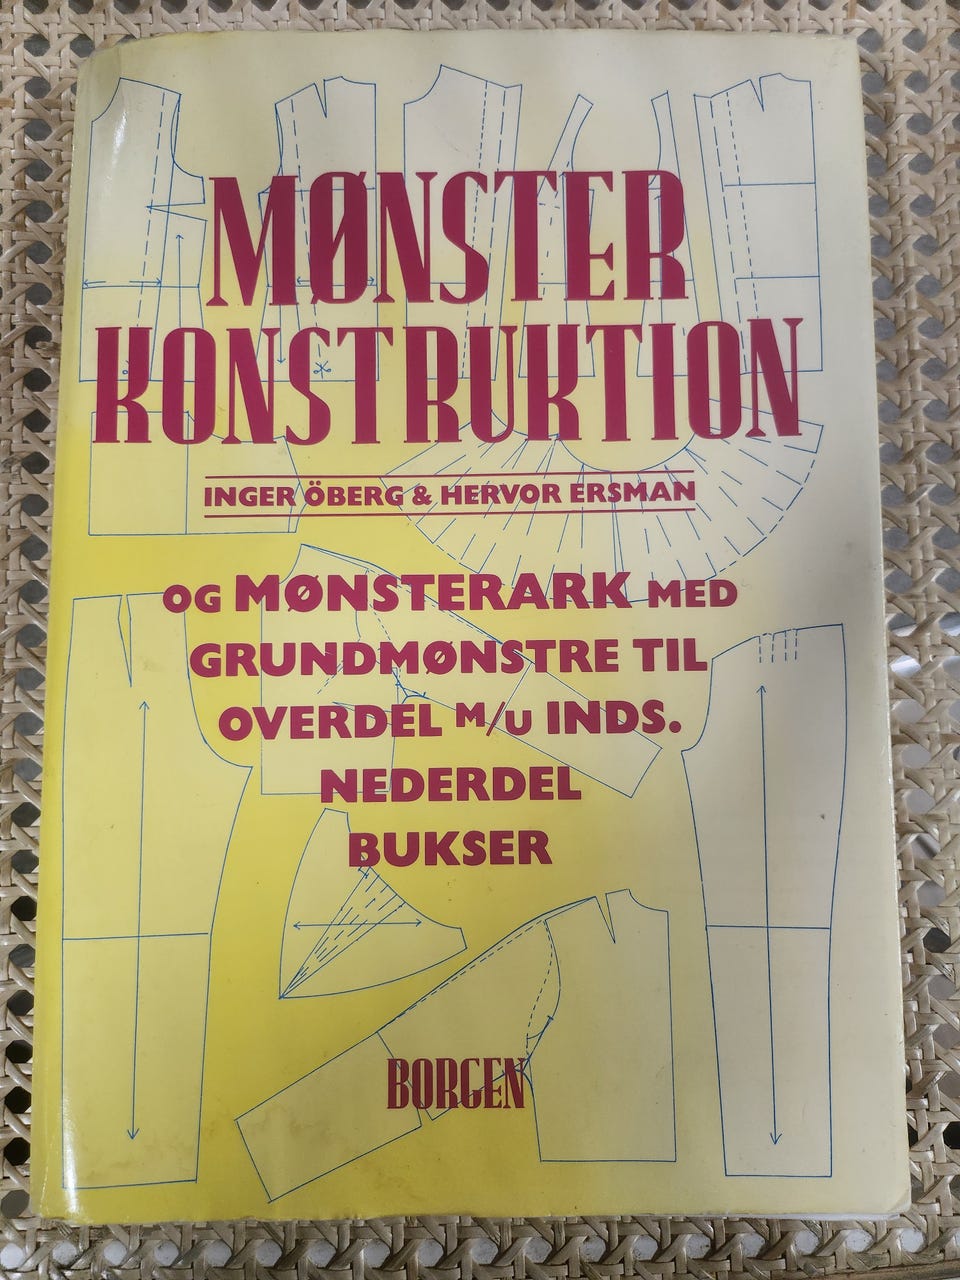 MØNSTER
KONSTRUKTION
INGER ÖBERG & HERVOR ERSMAN
OG MØNSTERARK MED
GRUNDMØNSTRE TIL
OVERDEL M/U INDS.
NEDERDEL
BUKSER
BORGEN